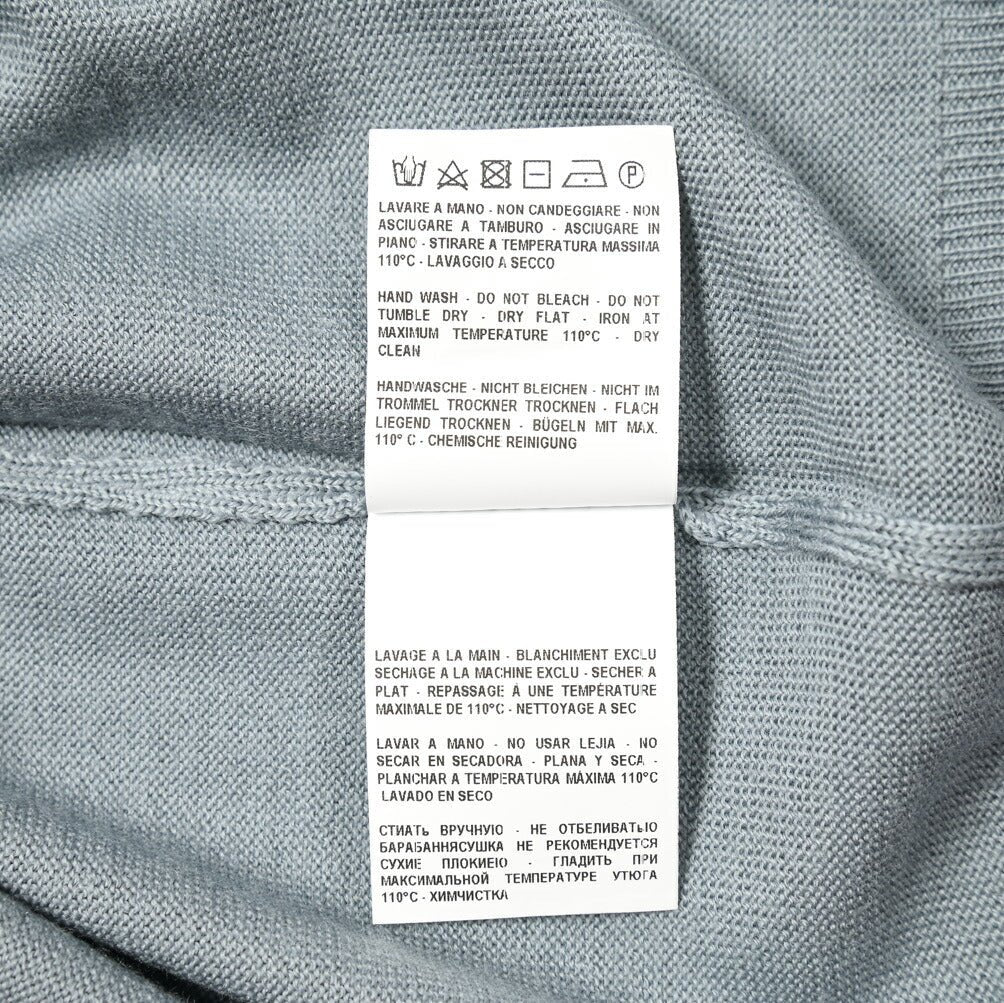 P
LAVARE A MANO - NON CANDEGGIARE - NON
ASCIUGARE A TAMBURO - ASCIUGARE IN
PIANO - STIRARE A TEMPERATURA MASSIMA
110°C - LAVAGGIO A SECCO
HAND WASH - DO NOT BLEACH - DO NOT
TUMBLE DRY - DRY FLAT - IRON AT
MAXIMUM TEMPERATURE 110°C - DRY
CLEAN
HANDWASCHE - NICHT BLEICHEN - NICHT IM
TROMMEL TROCKNER TROCKNEN - FLACH
LIEGEND TROCKNEN - BÜGELN MIT MAX.
110° C - CHEMISCHE REINIGUNG
LAVAGE A LA MAIN - BLANCHIMENT EXCLU
SECHAGE A LA MACHINE EXCLU - SECHER A
PLAT - REPASSAGE À UNE TEMPÉRATURE
MAXIMALE DE 110°C - NETTOYAGE A SEC
LAVAR A MANO - NO USAR LEJIA - NO
SECAR EN SECADORA - PLANA Y SECA -
PLANCHAR A TEMPERATURA MÁXIMA 110°C
LAVADO EN SECO
СТИАТЬ ВРУЧНУЮ - НЕ ОТБЕЛИВАТЬЮ
БАРАБАННЯСУШКА НЕ РЕКОМЕНДУЕТСЯ
СУХИЕ ПЛОКИЕЮ - ГЛАДИТЬ ПРИ
МАКСИМАЛЬНОЙ ТЕМПЕРАТУРЕ УТЮГА
110°C - ХИМЧИСТКА